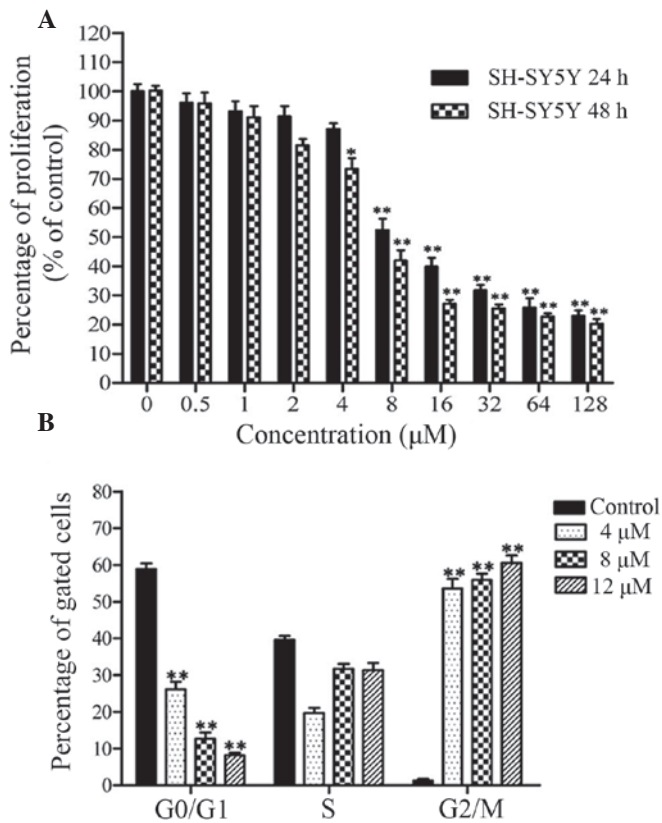 A
120
110
100
90
80
70
60
50
40
30
20
10
0
Percentage of proliferation
(% of control)
SH-SY5Y 24 h
SH-SY5Y 48 h
*
**
**
**
**
**
**
**
**
**
**
0 0.5 1 2 4 8 16 32 64 128
Concentration (μM)
B
80
70
60
50
40
30
20
10
0
Percentage of gated cells
Control
4 μM
8 μM
12 μM
**
**
**
**
**
**
G0/G1 S G2/M